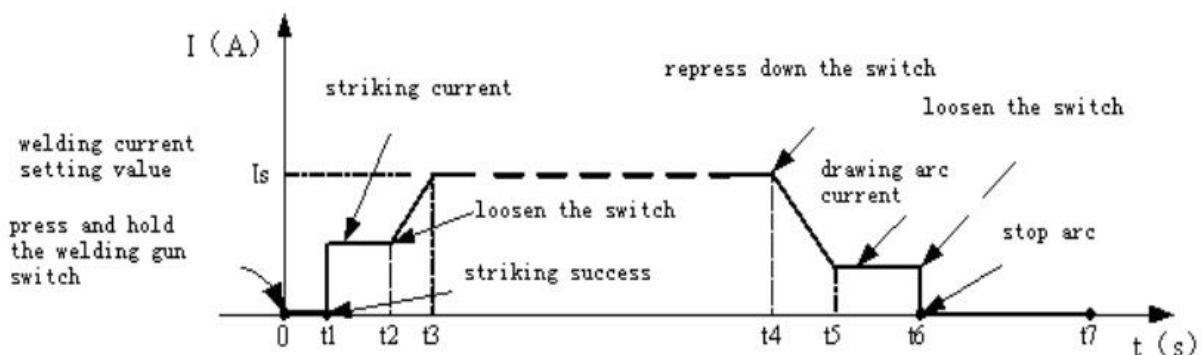 I (A)
striking current
repress down the switch
loosen the switch
welding current
setting value
Is
drawing arc
current
press and hold
the welding gun
switch
loosen the switch
striking success
stop arc
0
t1
t2
t3
t4
t5
t6
t7
t (s)